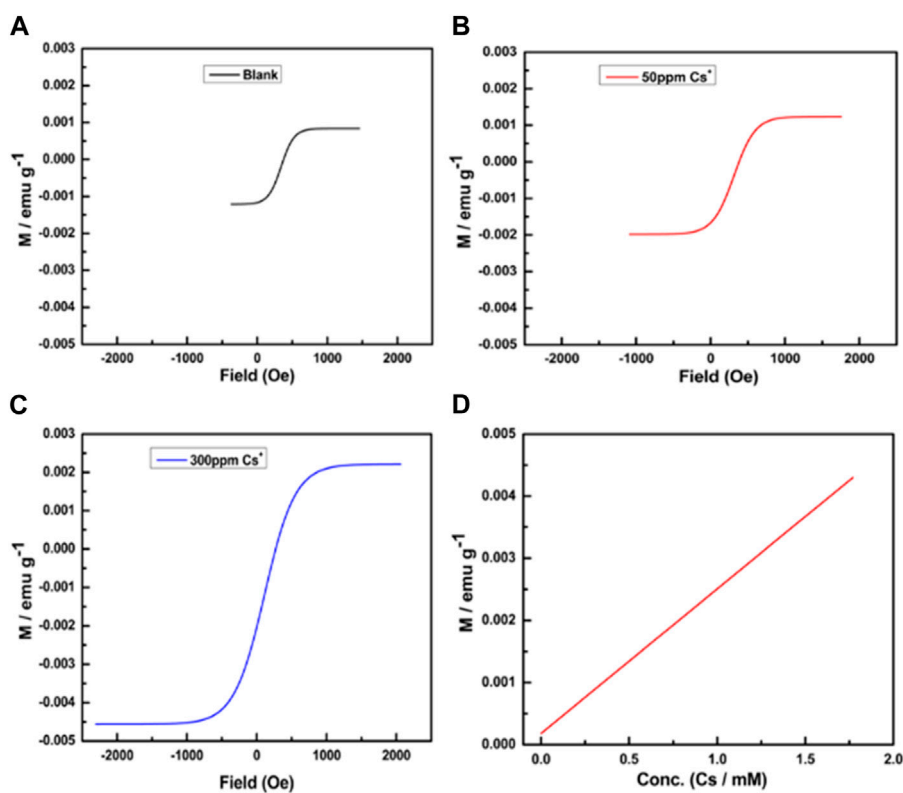 A
Blank
0.003
0.002
0.001
0.000
-0.001
-0.002
-0.003
-0.004
-0.005
M / emu g⁻¹
-2000 -1000 0 1000 2000
Field (Oe)
B
50ppm Cs⁺
0.003
0.002
0.001
0.000
-0.001
-0.002
-0.003
-0.004
-0.005
M / emu g⁻¹
-2000 -1000 0 1000 2000
Field (Oe)
C
300ppm Cs⁺
0.003
0.002
0.001
0.000
-0.001
-0.002
-0.003
-0.004
-0.005
M / emu g⁻¹
-2000 -1000 0 1000 2000
Field (Oe)
D
0.005
0.004
0.003
0.002
0.001
0.000
M / emu g⁻¹
0.0 0.5 1.0 1.5 2.0
Conc. (Cs / mM)